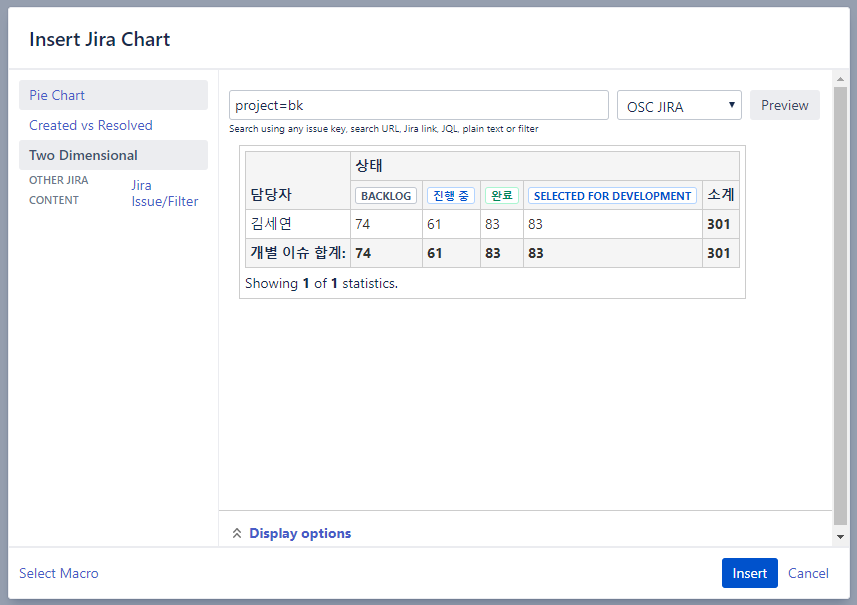 Insert Jira Chart
Pie Chart
Created vs Resolved
Two Dimensional
OTHER JIRA CONTENT
Jira Issue/Filter
project=bk
OSC JIRA
Preview
Search using any issue key, search URL, Jira link, JQL, plain text or filter
상태
담당자 BACKLOG 진행 중 완료 SELECTED FOR DEVELOPMENT 소계
김세연 74 61 83 83 301
개별 이슈 합계: 74 61 83 83 301
Showing 1 of 1 statistics.
Display options
Select Macro
Insert
Cancel